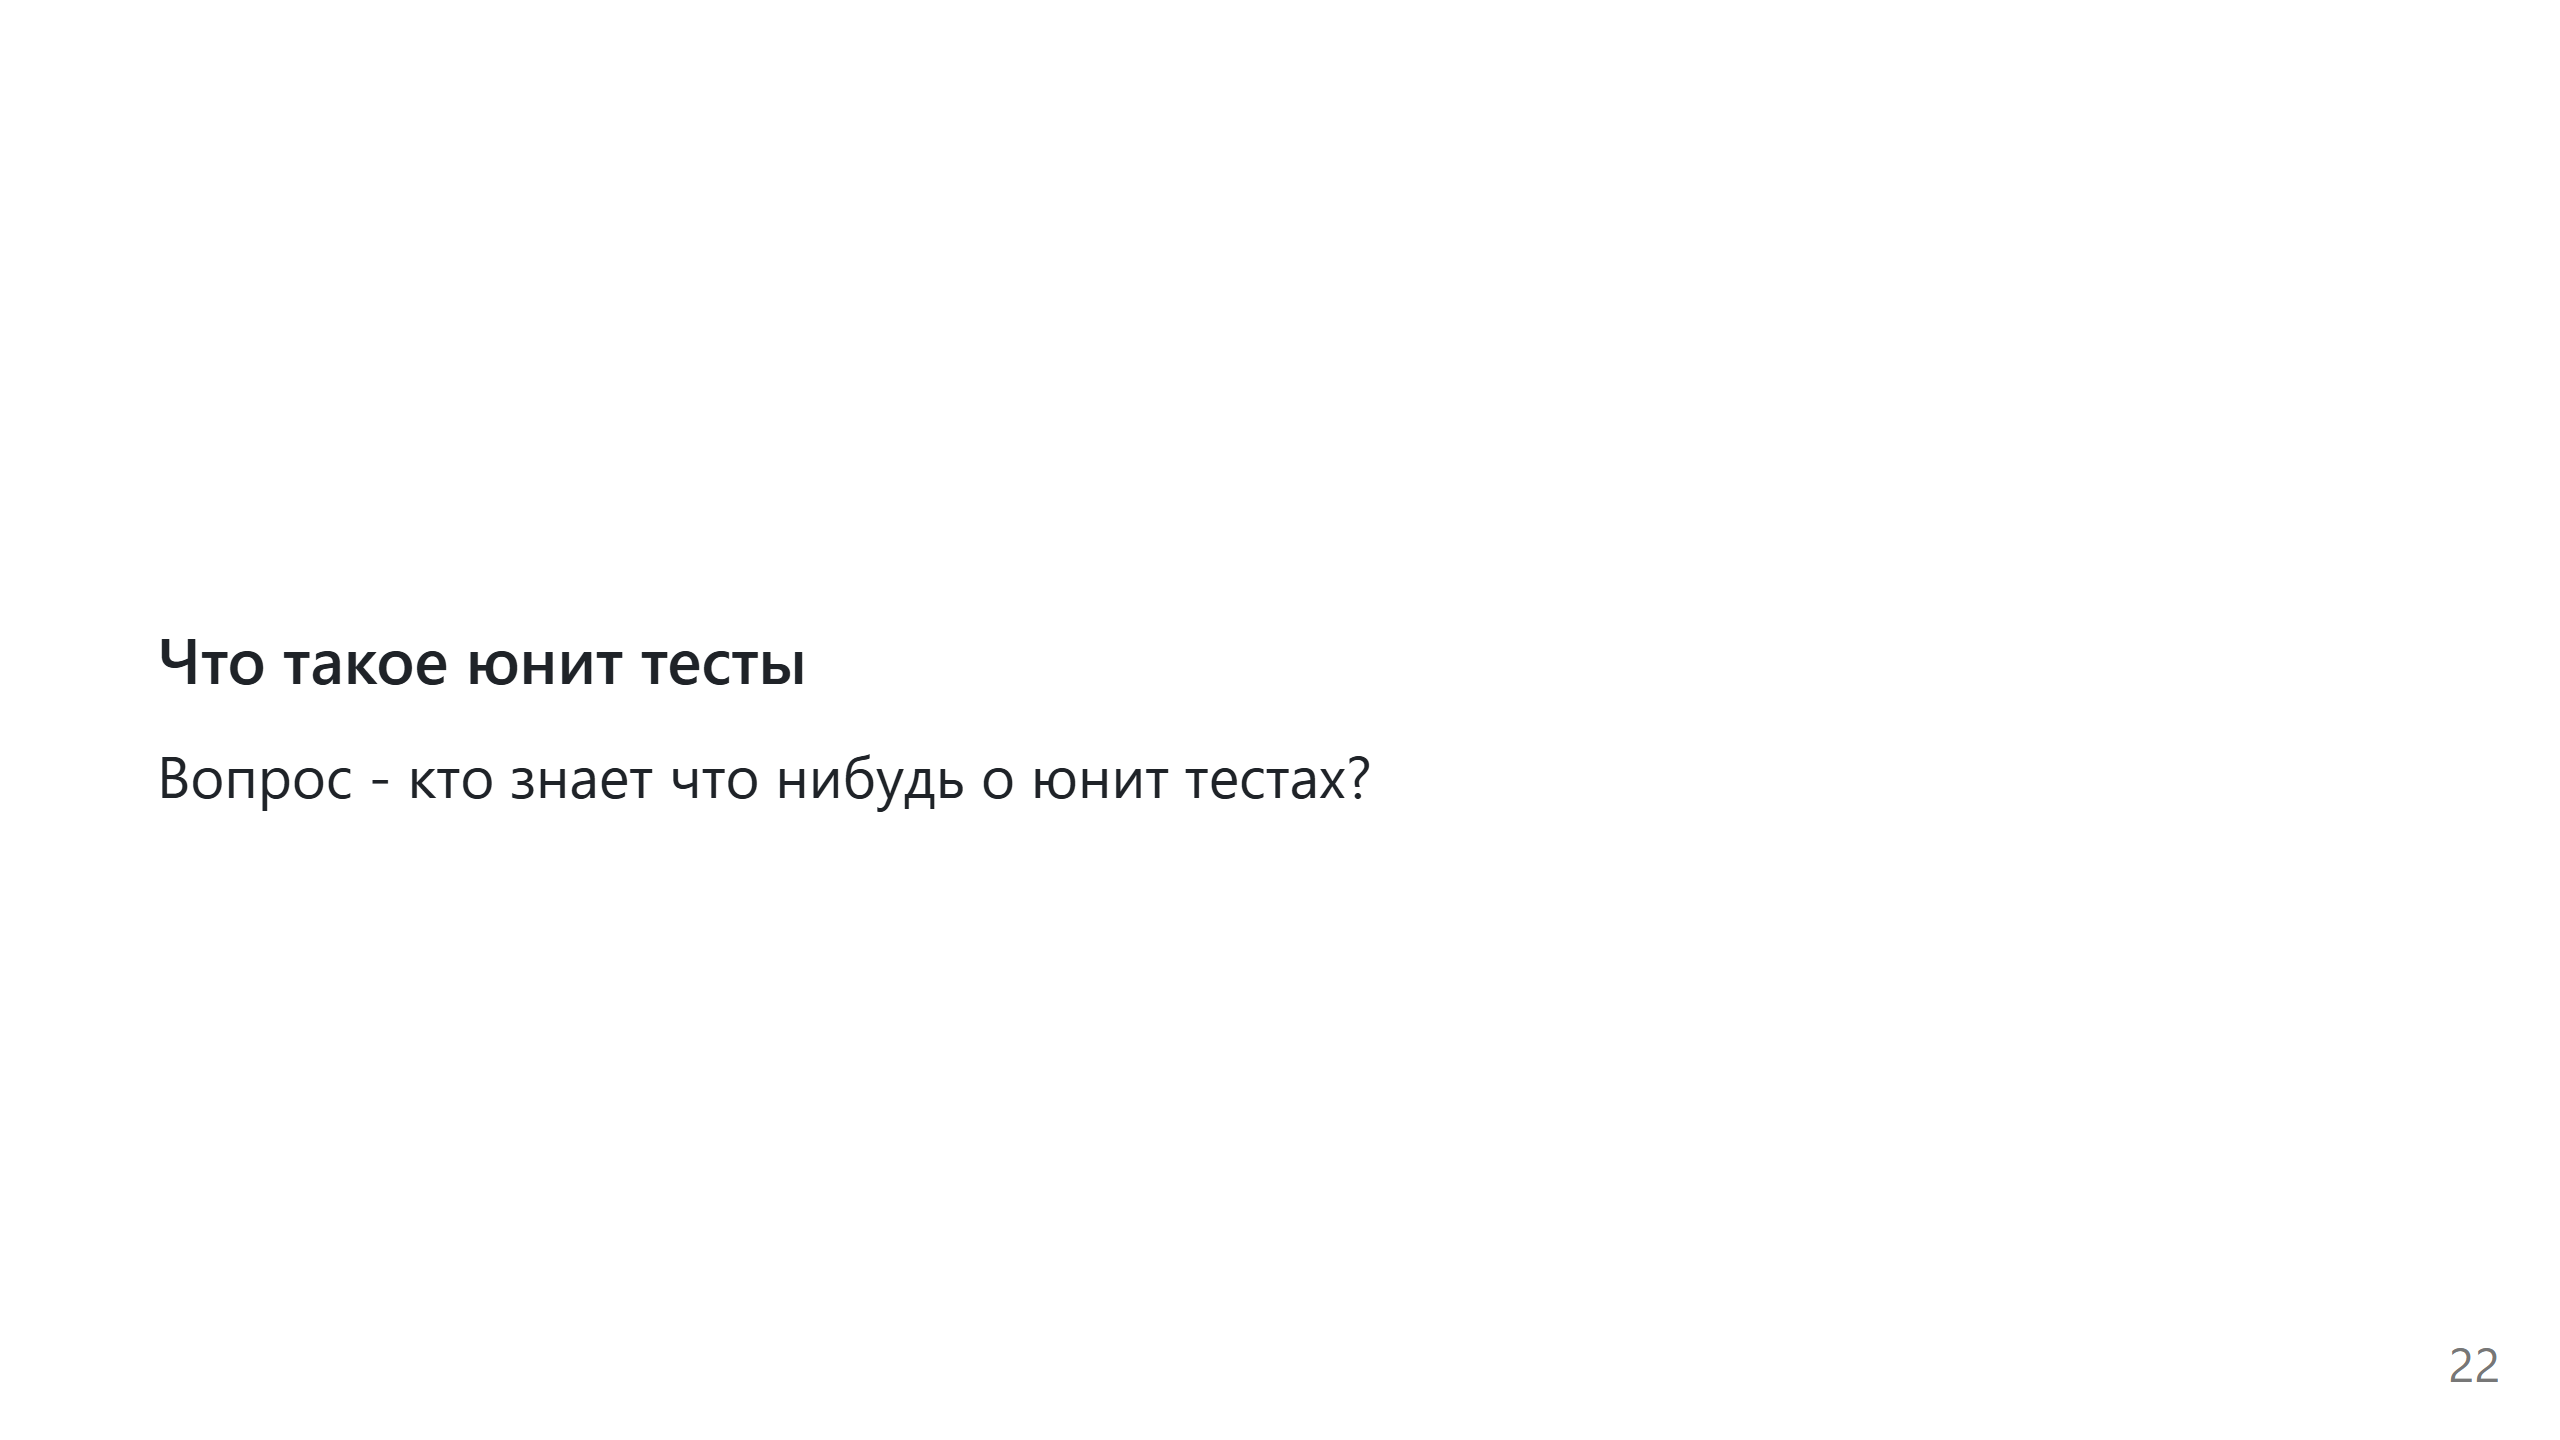 Что такое юнит тесты
Вопрос - кто знает что нибудь о юнит тестах?
22